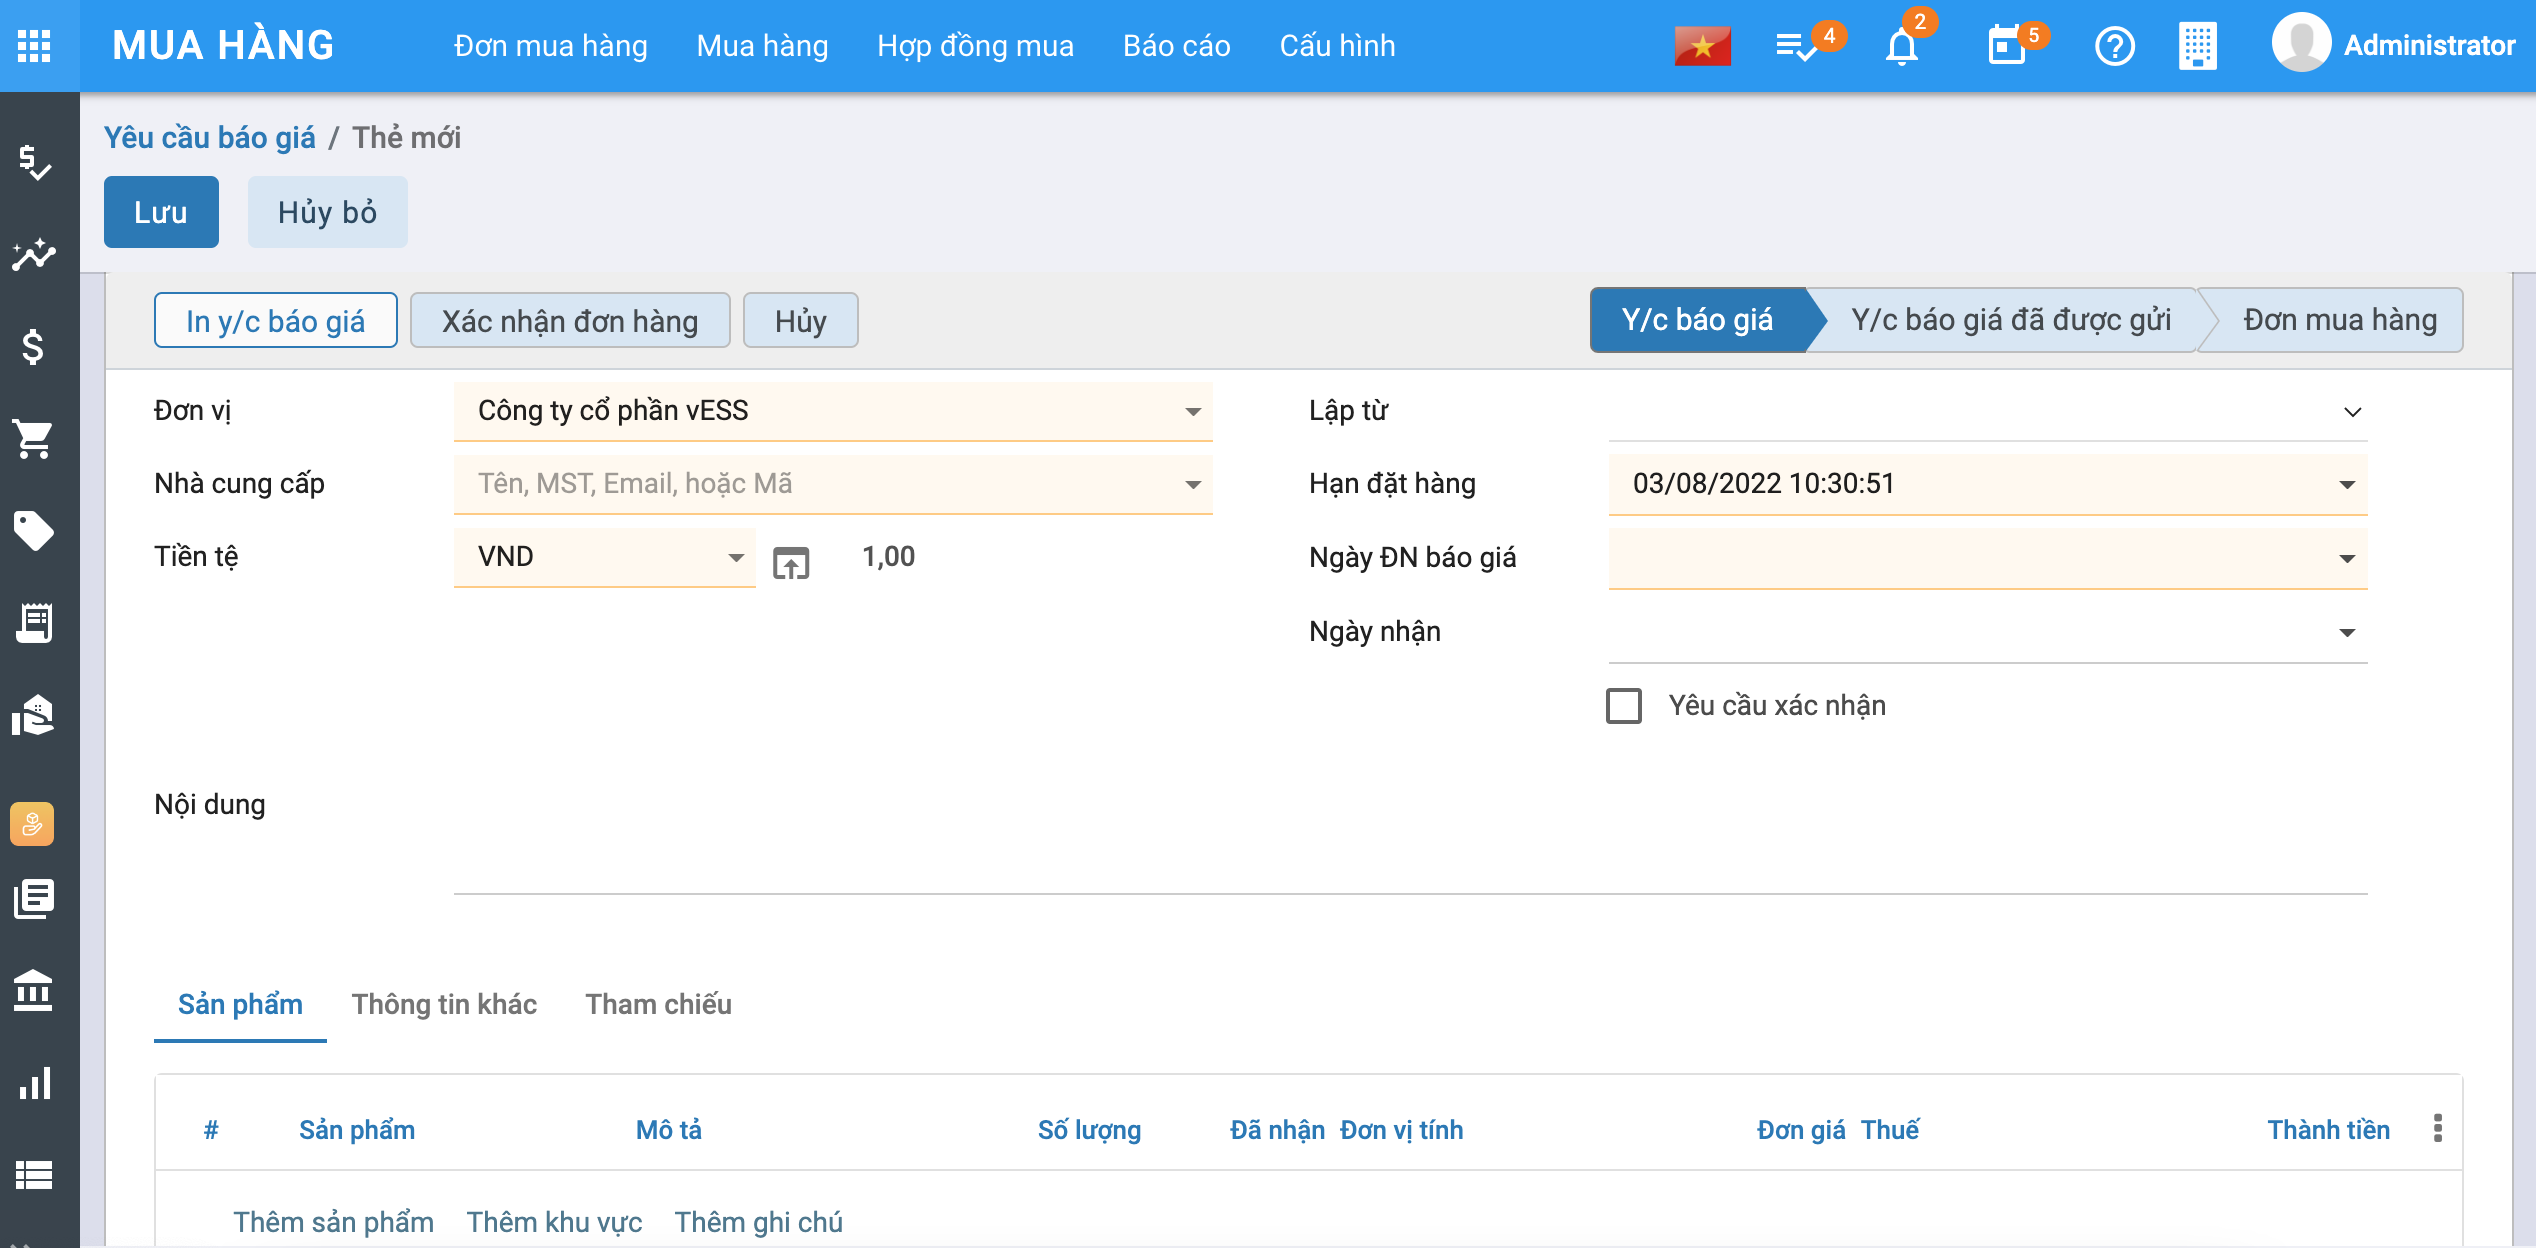 MUA HÀNG Đơn mua hàng Mua hàng Hợp đồng mua Báo cáo Cấu hình 4 2 5 Administrator
Yêu cầu báo giá / Thẻ mới
Lưu Hủy bỏ
In y/c báo giá Xác nhận đơn hàng Hủy Y/c báo giá Y/c báo giá đã được gửi Đơn mua hàng
Đơn vị Công ty cổ phần vESS Lập từ
Nhà cung cấp Tên, MST, Email, hoặc Mã Hạn đặt hàng 03/08/2022 10:30:51
Tiền tệ VND 1,00 Ngày ĐN báo giá
Ngày nhận
Yêu cầu xác nhận
Nội dung
Sản phẩm Thông tin khác Tham chiếu
# Sản phẩm Mô tả Số lượng Đã nhận Đơn vị tính Đơn giá Thuế Thành tiền
Thêm sản phẩm Thêm khu vực Thêm ghi chú